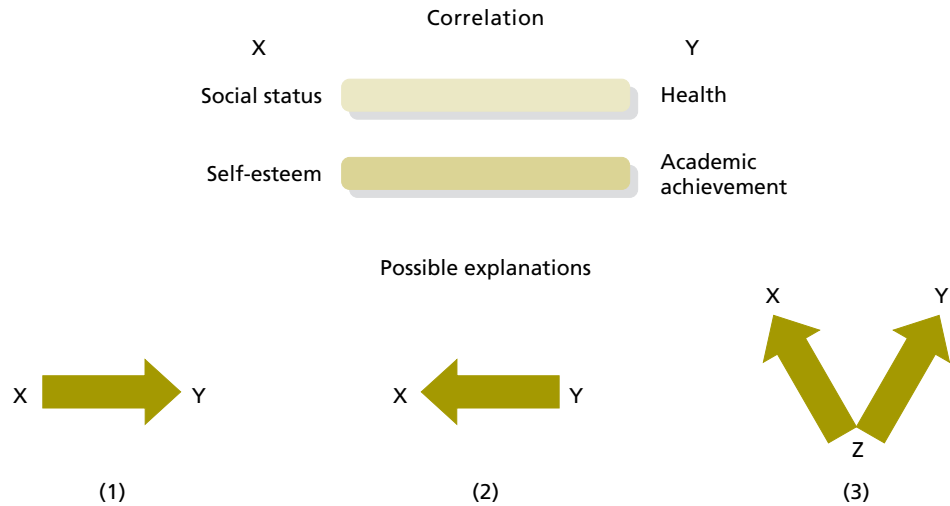 Correlation
X
Y
Social status
Health
Self-esteem
Academic
achievement
Possible explanations
X
Y
X
Y
X
Y
Z
(1)
(2)
(3)